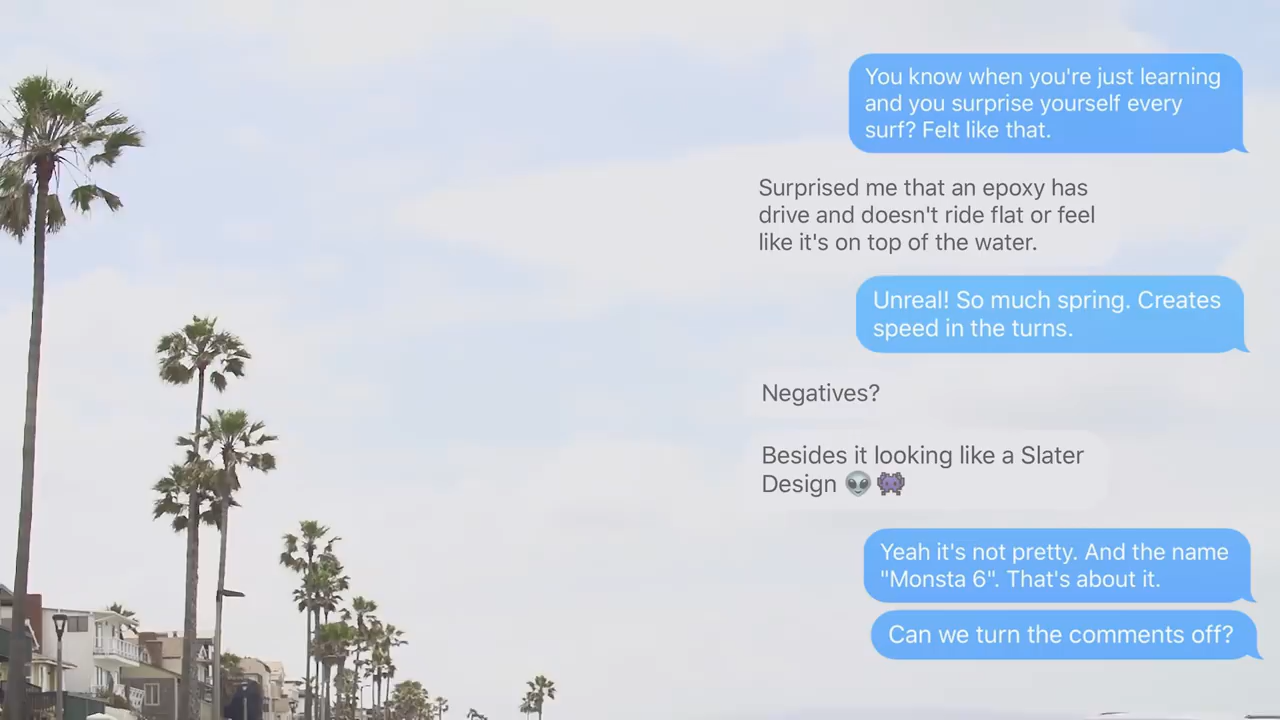 You know when you're just learning
and you surprise yourself every
surf? Felt like that.
Surprised me that an epoxy has
drive and doesn't ride flat or feel
like it's on top of the water.
Unreal! So much spring. Creates
speed in the turns.
Negatives?
Besides it looking like a Slater
Design 👽👾
Yeah it's not pretty. And the name
"Monsta 6". That's about it.
Can we turn the comments off?